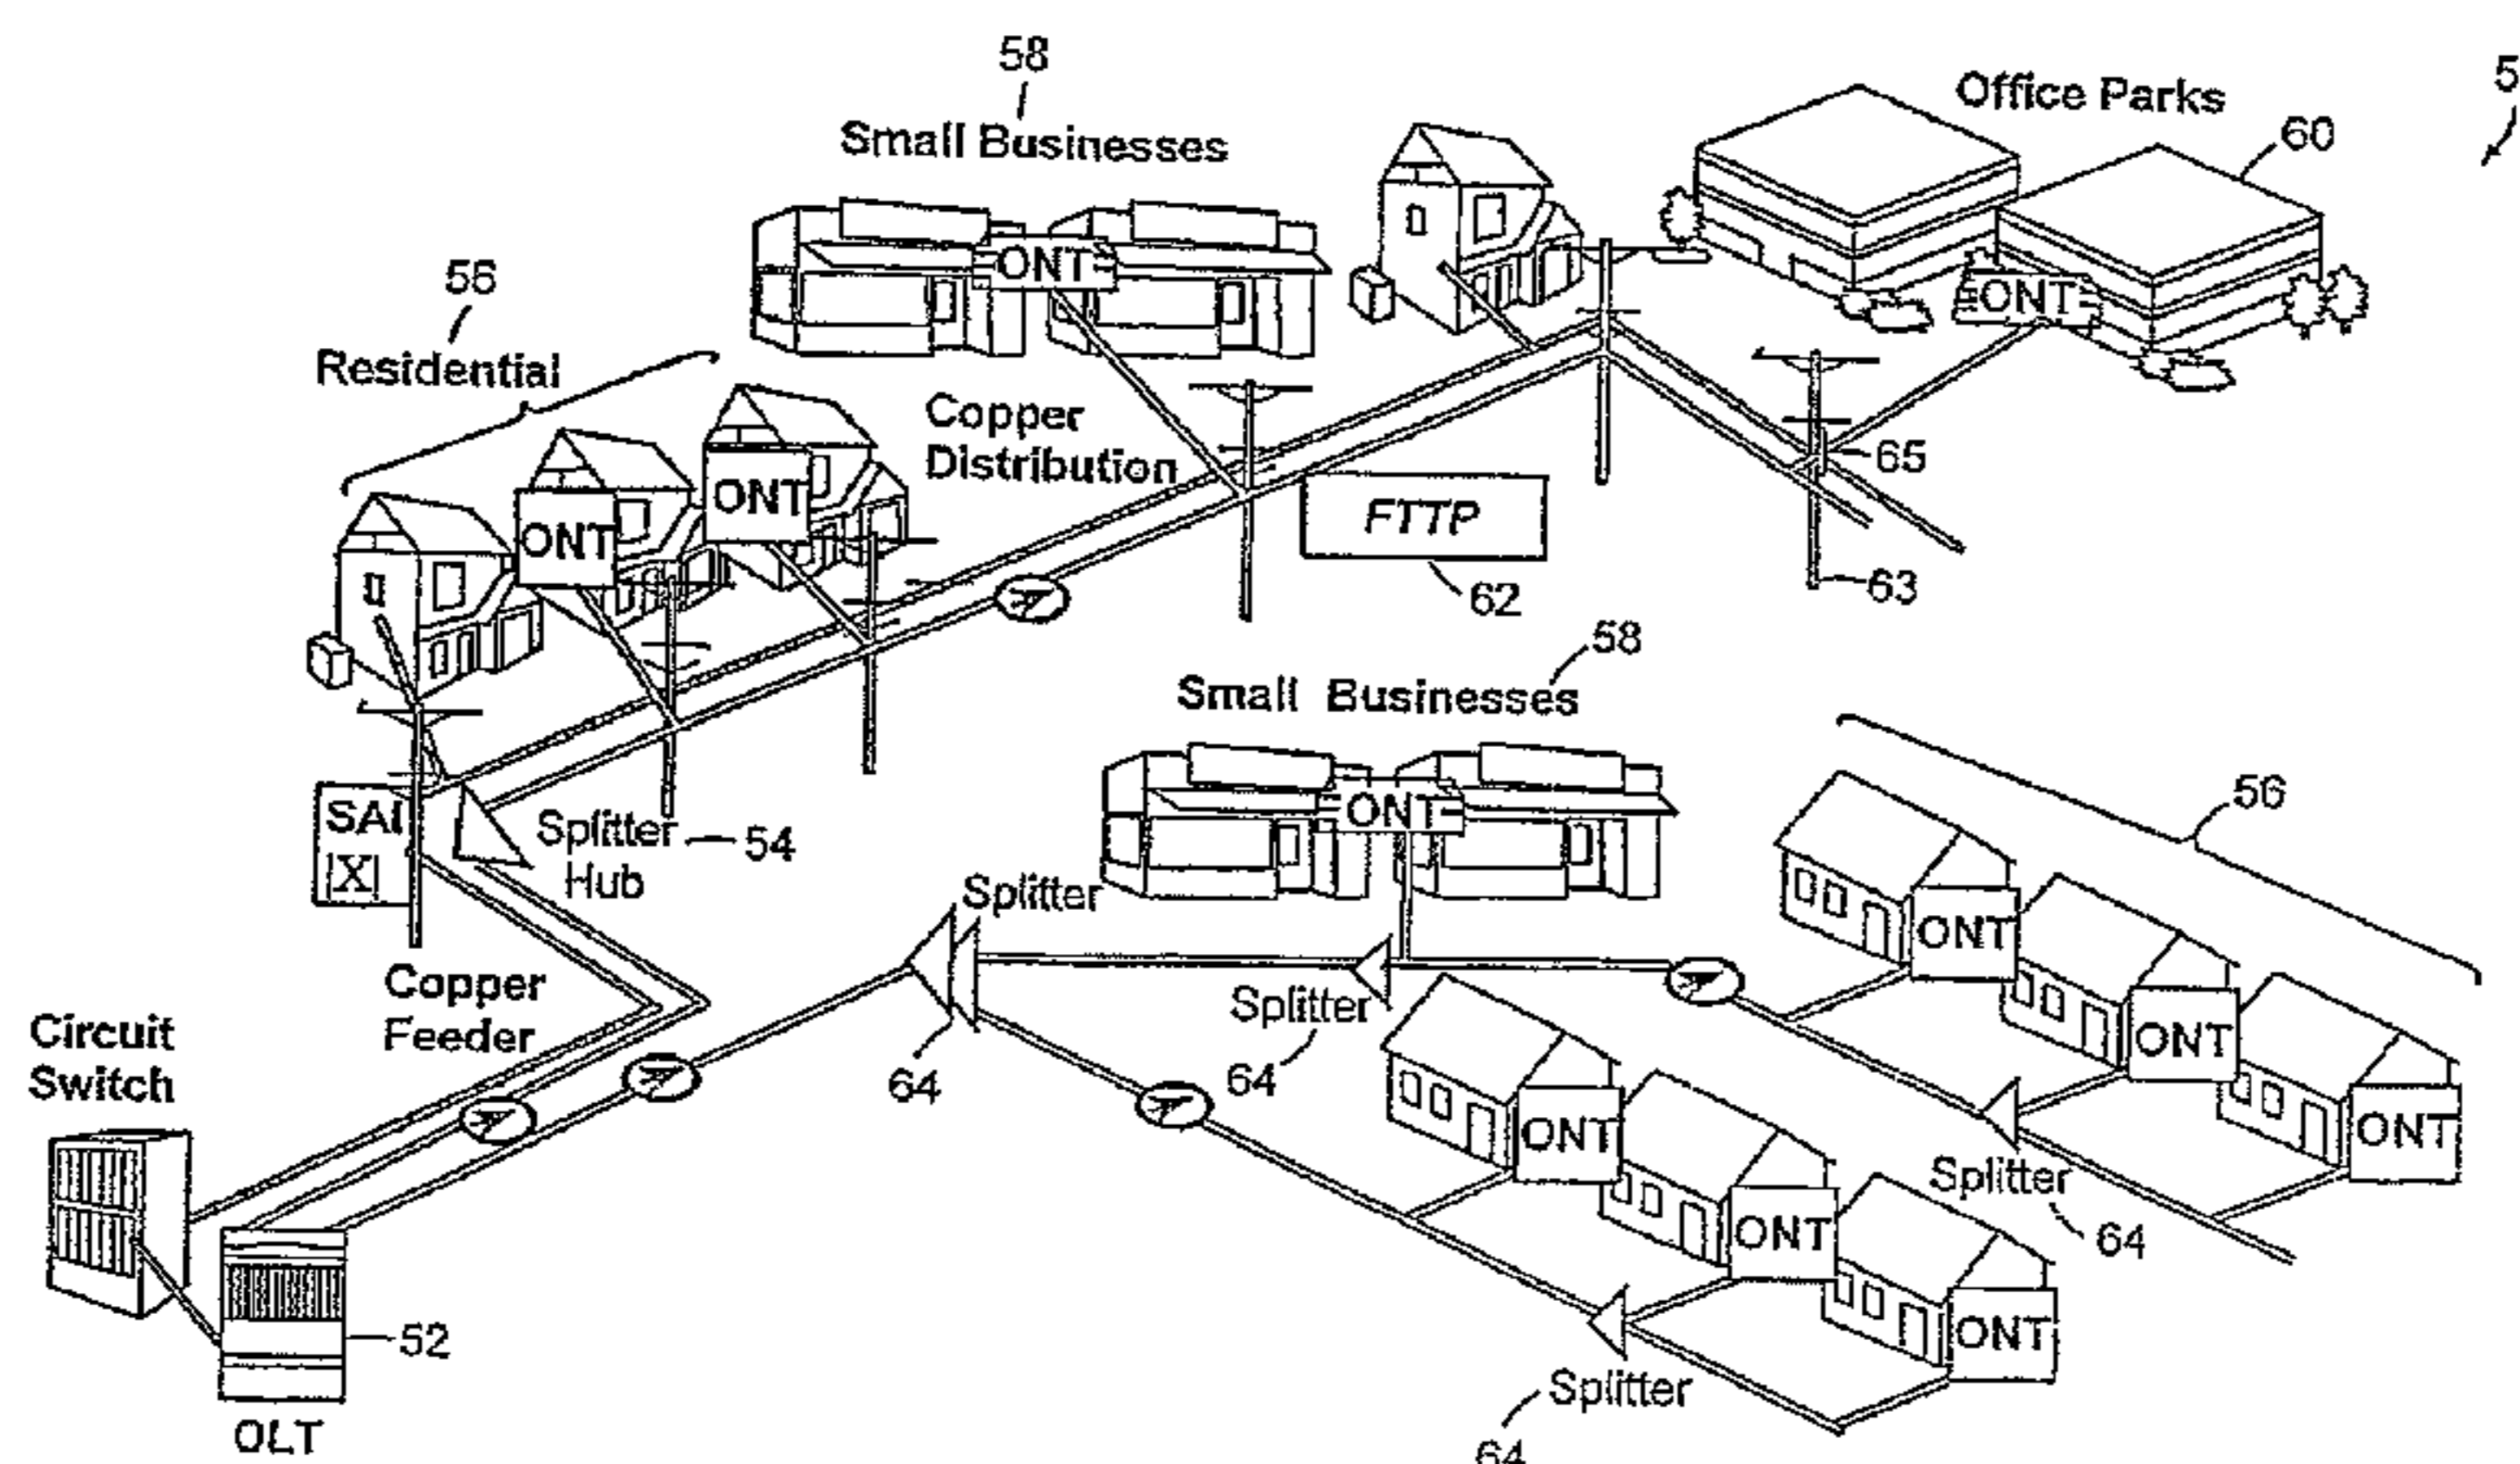 58
Small Businesses
Office Parks
5
60
ONT
ONT
56
Residential
Copper
Distribution
ONT
ONT
FTTP
62
65
63
58
Small Businesses
SAI
|X|
Splitter
Hub
54
ONT
56
Splitter
Splitter
64
64
Copper
Feeder
Circuit
Switch
ONT
ONT
ONT
ONT
ONT
ONT
Splitter
64
Splitter
64
52
OLT